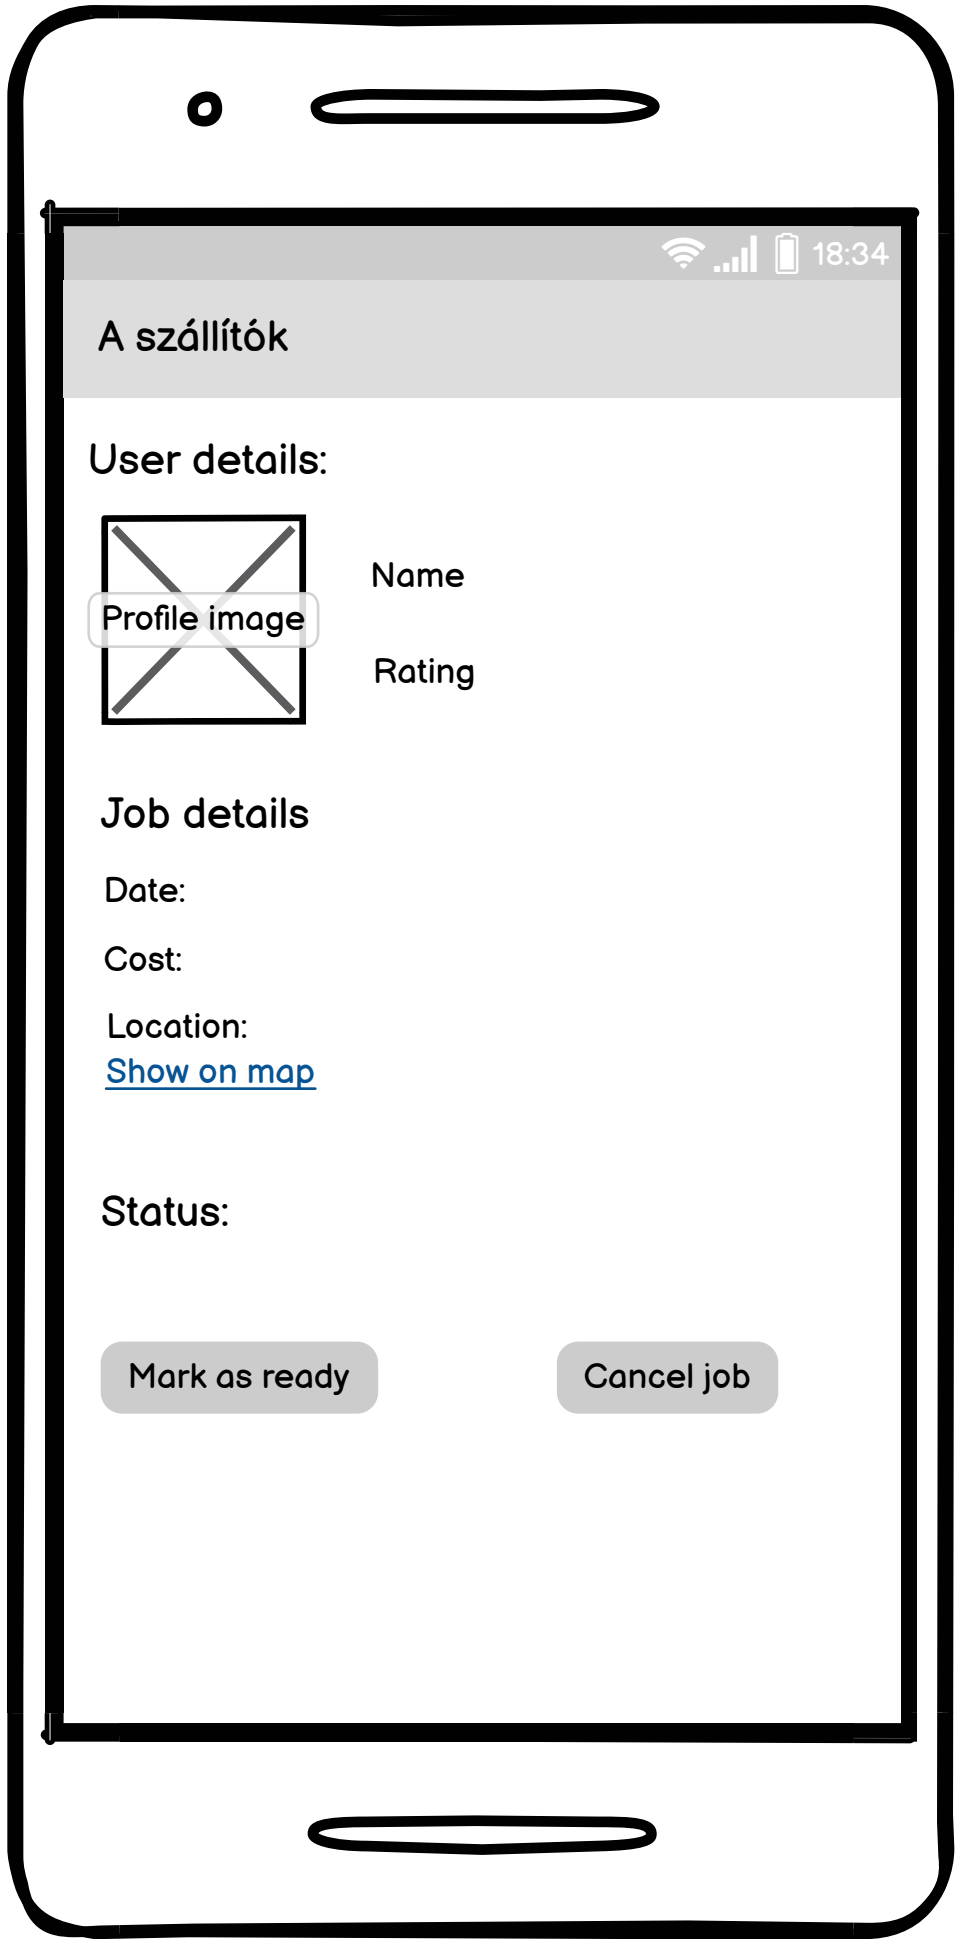 18:34
A szállítók
User details:
Profile image
Name
Rating
Job details
Date:
Cost:
Location:
Show on map
Status:
Mark as ready
Cancel job